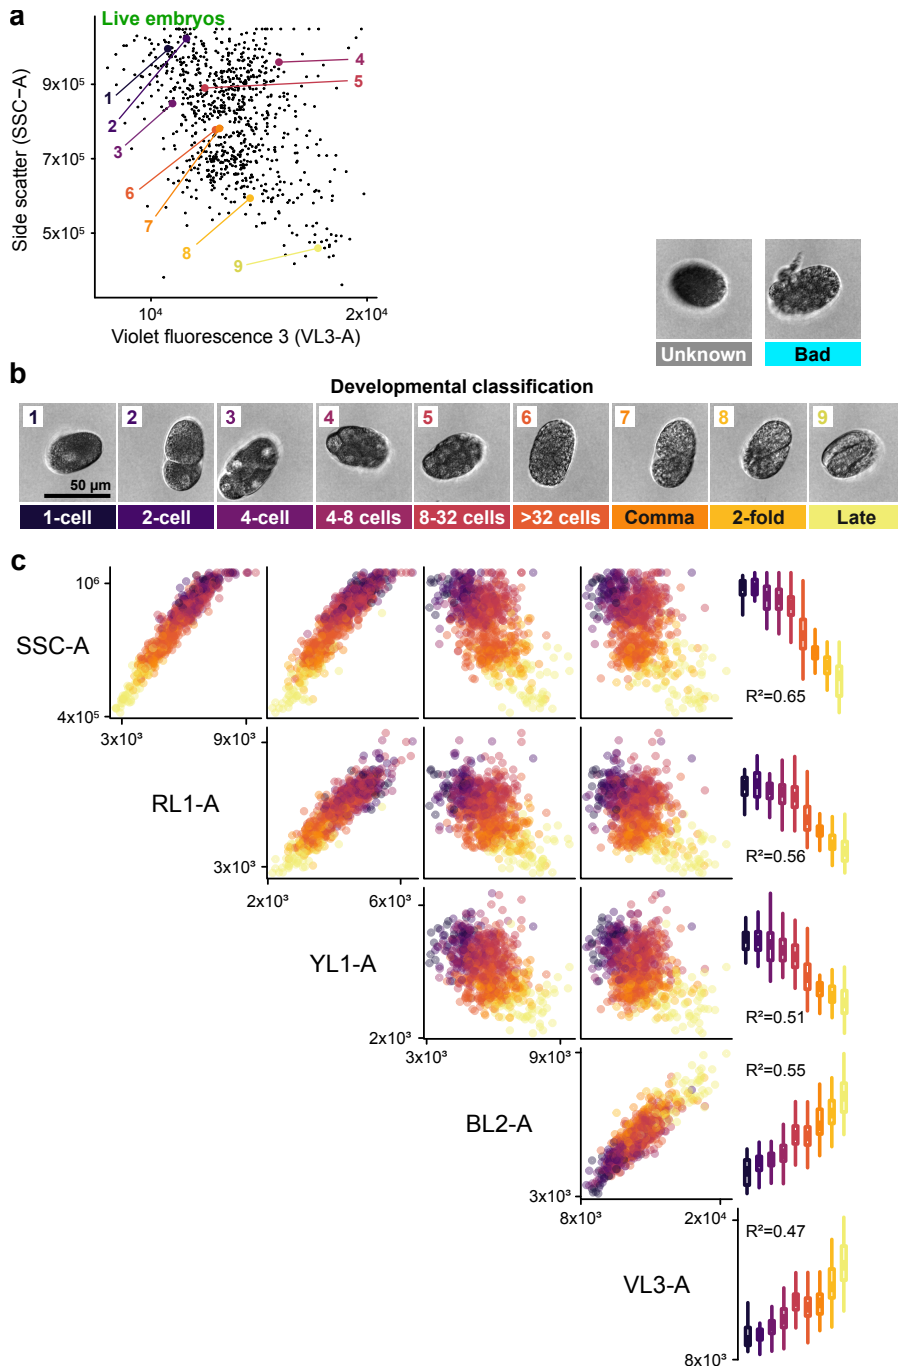 a
Live embryos
Side scatter (SSC−A)
9x10⁵
7x10⁵
5x10⁵
1
2
3
4
5
6
7
8
9
10⁴
2x10⁴
Violet fluorescence 3 (VL3-A)
Unknown
Bad
b
Developmental classification
1
2
3
4
5
6
7
8
9
50 µm
1-cell
2-cell
4-cell
4-8 cells
8-32 cells
>32 cells
Comma
2-fold
Late
c
10⁶
SSC-A
4x10⁵
R²=0.65
3x10³
9x10³
RL1-A
3x10³
R²=0.56
2x10³
6x10³
6x10³
YL1-A
2x10³
R²=0.51
3x10³
9x10³
9x10³
R²=0.55
BL2-A
3x10³
8x10³
2x10⁴
2x10⁴
R²=0.47
VL3-A
8x10³